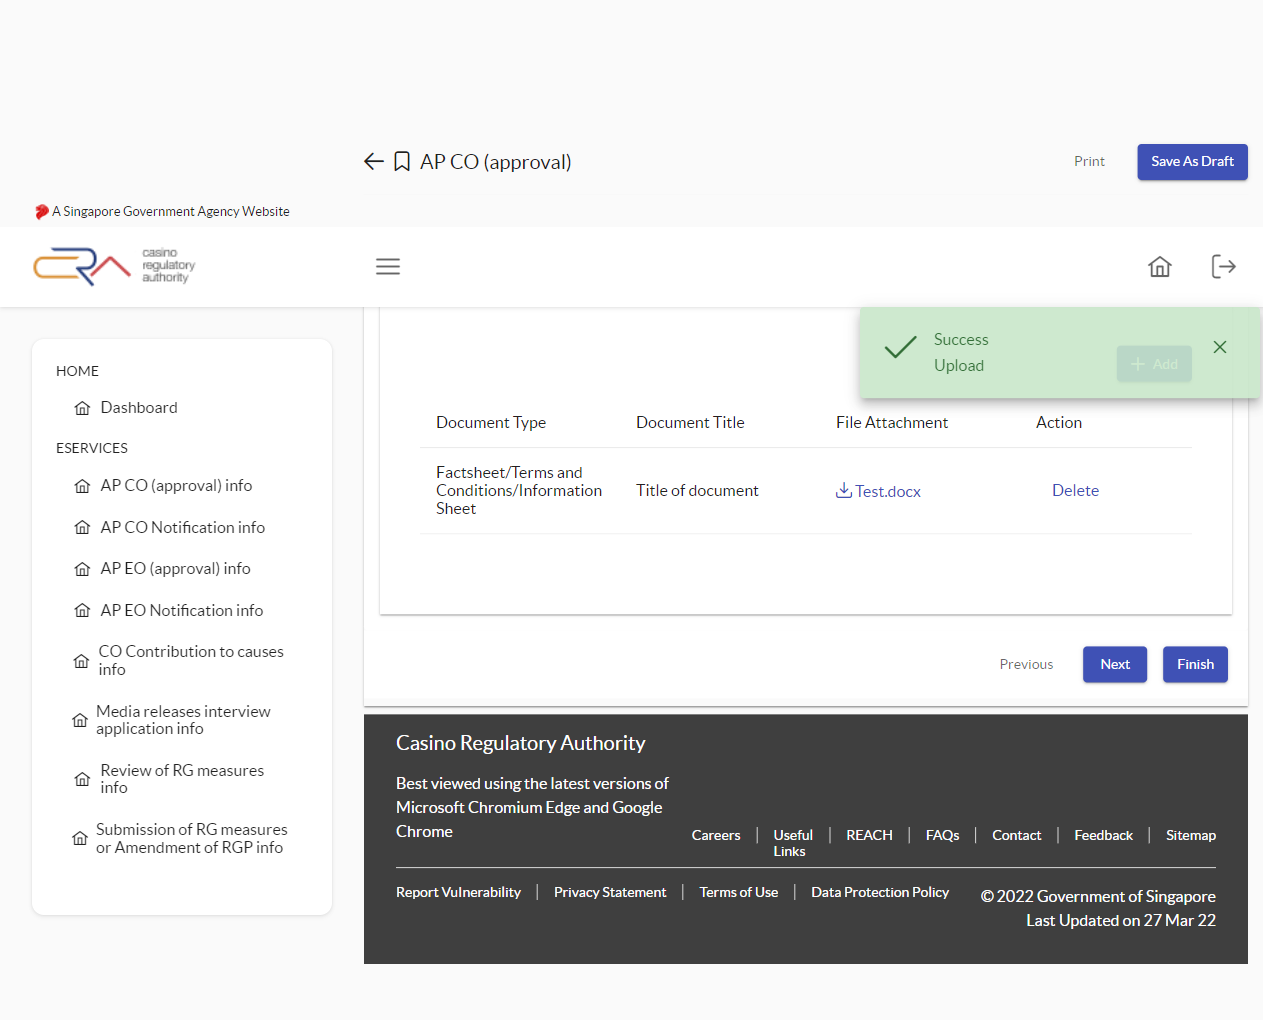 AP CO (approval)
Print
Save As Draft
A Singapore Government Agency Website
casino
regulatory
authority
HOME
Dashboard
ESERVICES
AP CO (approval) info
AP CO Notification info
AP EO (approval) info
AP EO Notification info
CO Contribution to causes
info
Media releases interview
application info
Review of RG measures
info
Submission of RG measures
or Amendment of RGP info
Success
Upload
Add
Document Type
Document Title
File Attachment
Action
Factsheet/Terms and
Conditions/Information
Sheet
Title of document
Test.docx
Delete
Previous
Next
Finish
Casino Regulatory Authority
Best viewed using the latest versions of
Microsoft Chromium Edge and Google
Chrome
Careers
Useful
Links
REACH
FAQs
Contact
Feedback
Sitemap
Report Vulnerability
Privacy Statement
Terms of Use
Data Protection Policy
© 2022 Government of Singapore
Last Updated on 27 Mar 22